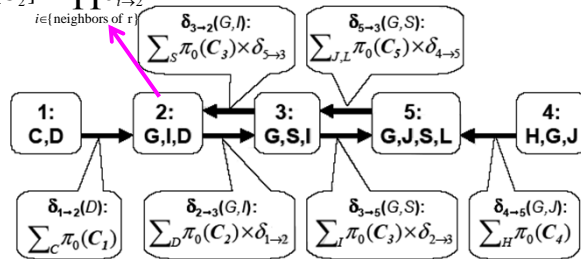 i∈{neighbors of r}
δ3→2(G,I):
∑S π0(C3)×δ5→3
δ5→3(G,S):
∑J,L π0(C5)×δ4→5
1:
C,D
2:
G,I,D
3:
G,S,I
5:
G,J,S,L
4:
H,G,J
δ1→2(D):
∑C π0(C1)
δ2→3(G,I):
∑D π0(C2)×δ1→2
δ3→5(G,S):
∑I π0(C3)×δ2→3
δ4→5(G,J):
∑H π0(C4)